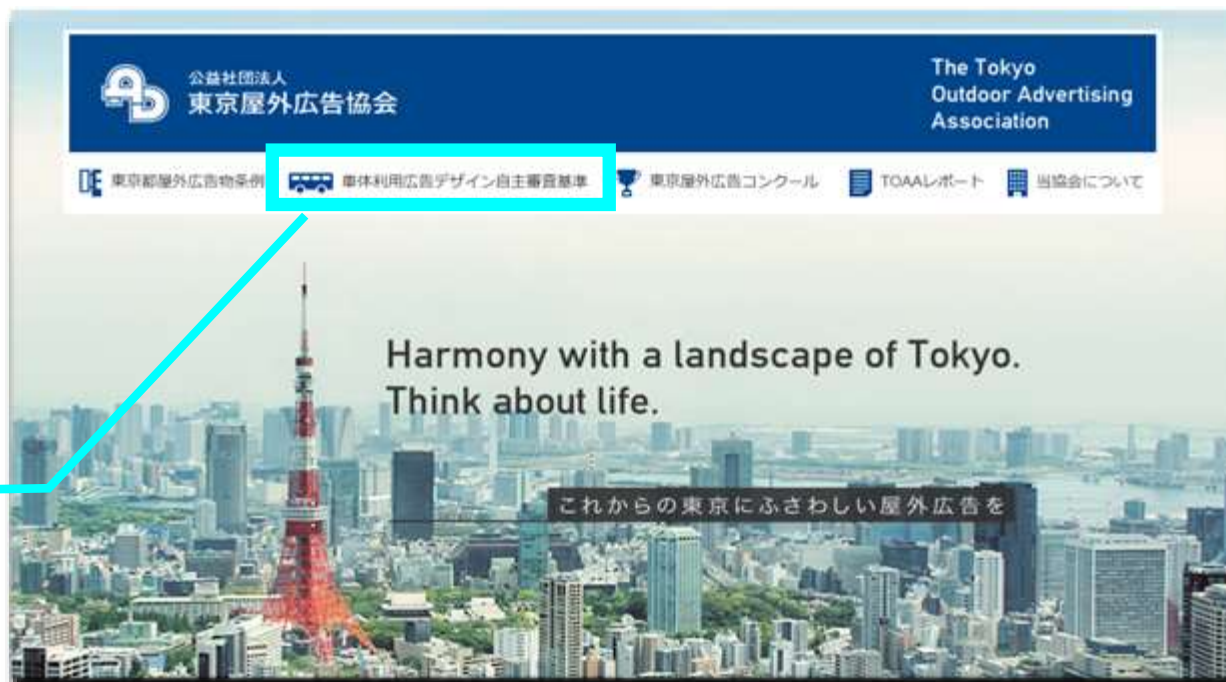 公益社団法人
東京屋外広告協会
The Tokyo
Outdoor Advertising
Association
東京都屋外広告物条例
車体利用広告デザイン自主審査基準
東京屋外広告コンクール
TOAAレポート
当協会について
Harmony with a landscape of Tokyo.
Think about life.
これからの東京にふさわしい屋外広告を